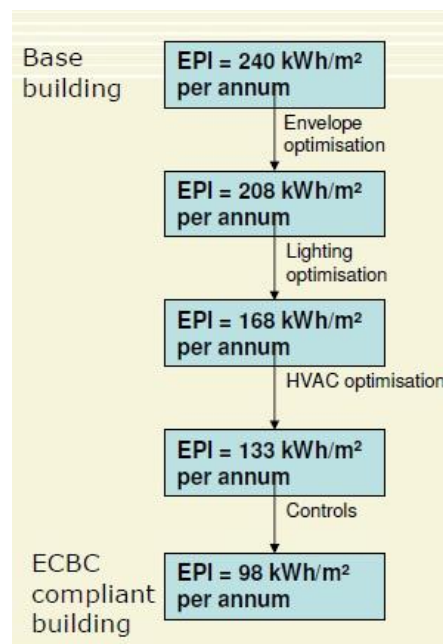 Base
building
EPI = 240 kWh/m²
per annum
Envelope
optimisation
EPI = 208 kWh/m²
per annum
Lighting
optimisation
EPI = 168 kWh/m²
per annum
HVAC optimisation
EPI = 133 kWh/m²
per annum
Controls
ECBC
compliant
building
EPI = 98 kWh/m²
per annum